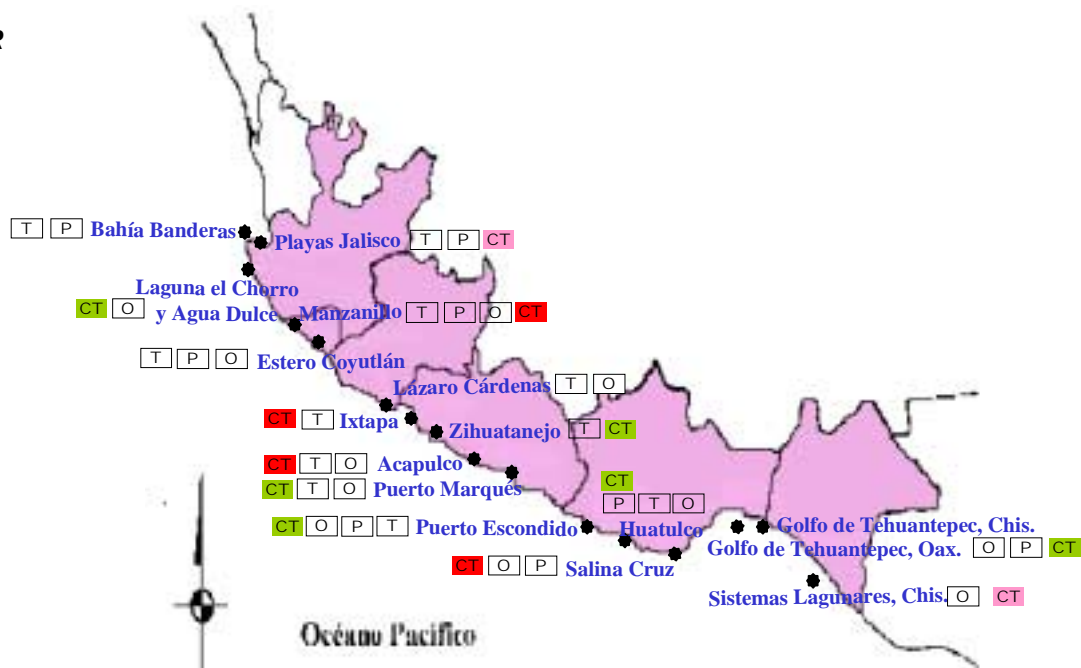 R
T P Bahía Banderas
Playas Jalisco T P CT
Laguna el Chorro
CT O y Agua Dulce
Manzanillo T P O CT
T P O Estero Coyutlán
Lázaro Cárdenas T O
CT T Ixtapa
Zihuatanejo T CT
CT T O Acapulco
CT T O Puerto Marqués
CT
P T O
CT O P T Puerto Escondido
Huatulco
Golfo de Tehuantepec, Chis.
Golfo de Tehuantepec, Oax. O P CT
CT O P Salina Cruz
Sistemas Lagunares, Chis. O CT
Océano Pacifico